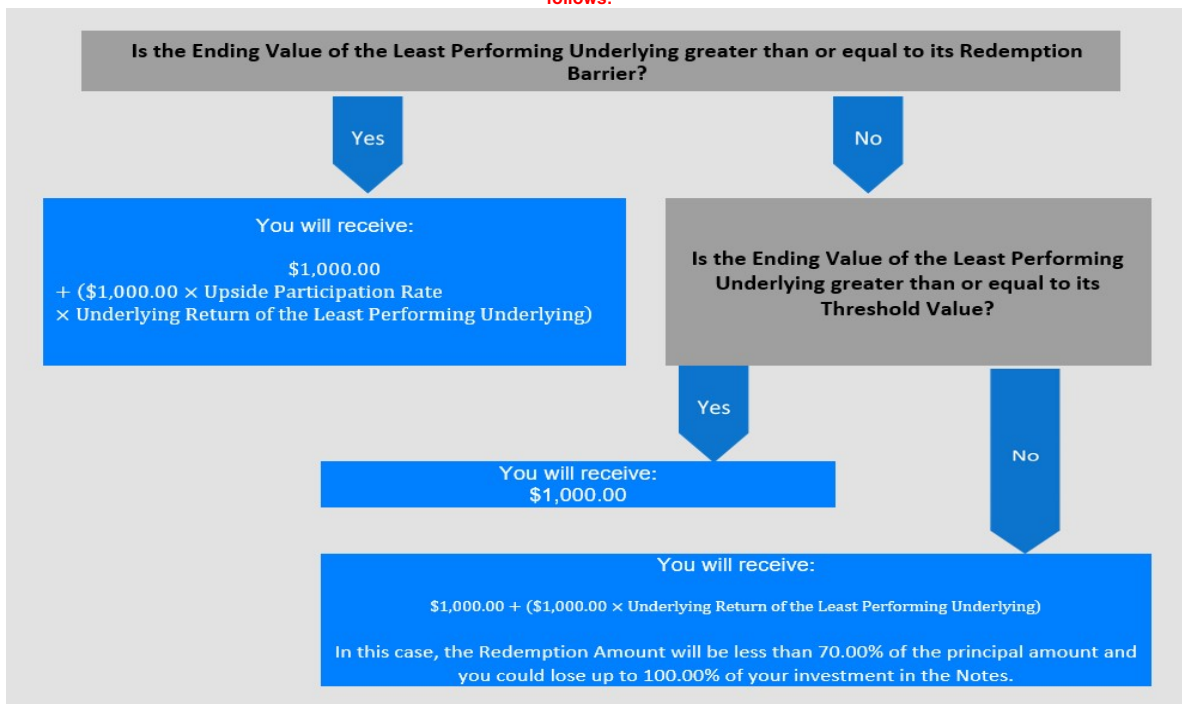 follows:
Is the Ending Value of the Least Performing Underlying greater than or equal to its Redemption
Barrier?
Yes
No
You will receive:
$1,000.00
+ ($1,000.00 × Upside Participation Rate
× Underlying Return of the Least Performing Underlying)
Is the Ending Value of the Least Performing
Underlying greater than or equal to its
Threshold Value?
Yes
No
You will receive:
$1,000.00
You will receive:
$1,000.00 + ($1,000.00 × Underlying Return of the Least Performing Underlying)
In this case, the Redemption Amount will be less than 70.00% of the principal amount and
you could lose up to 100.00% of your investment in the Notes.